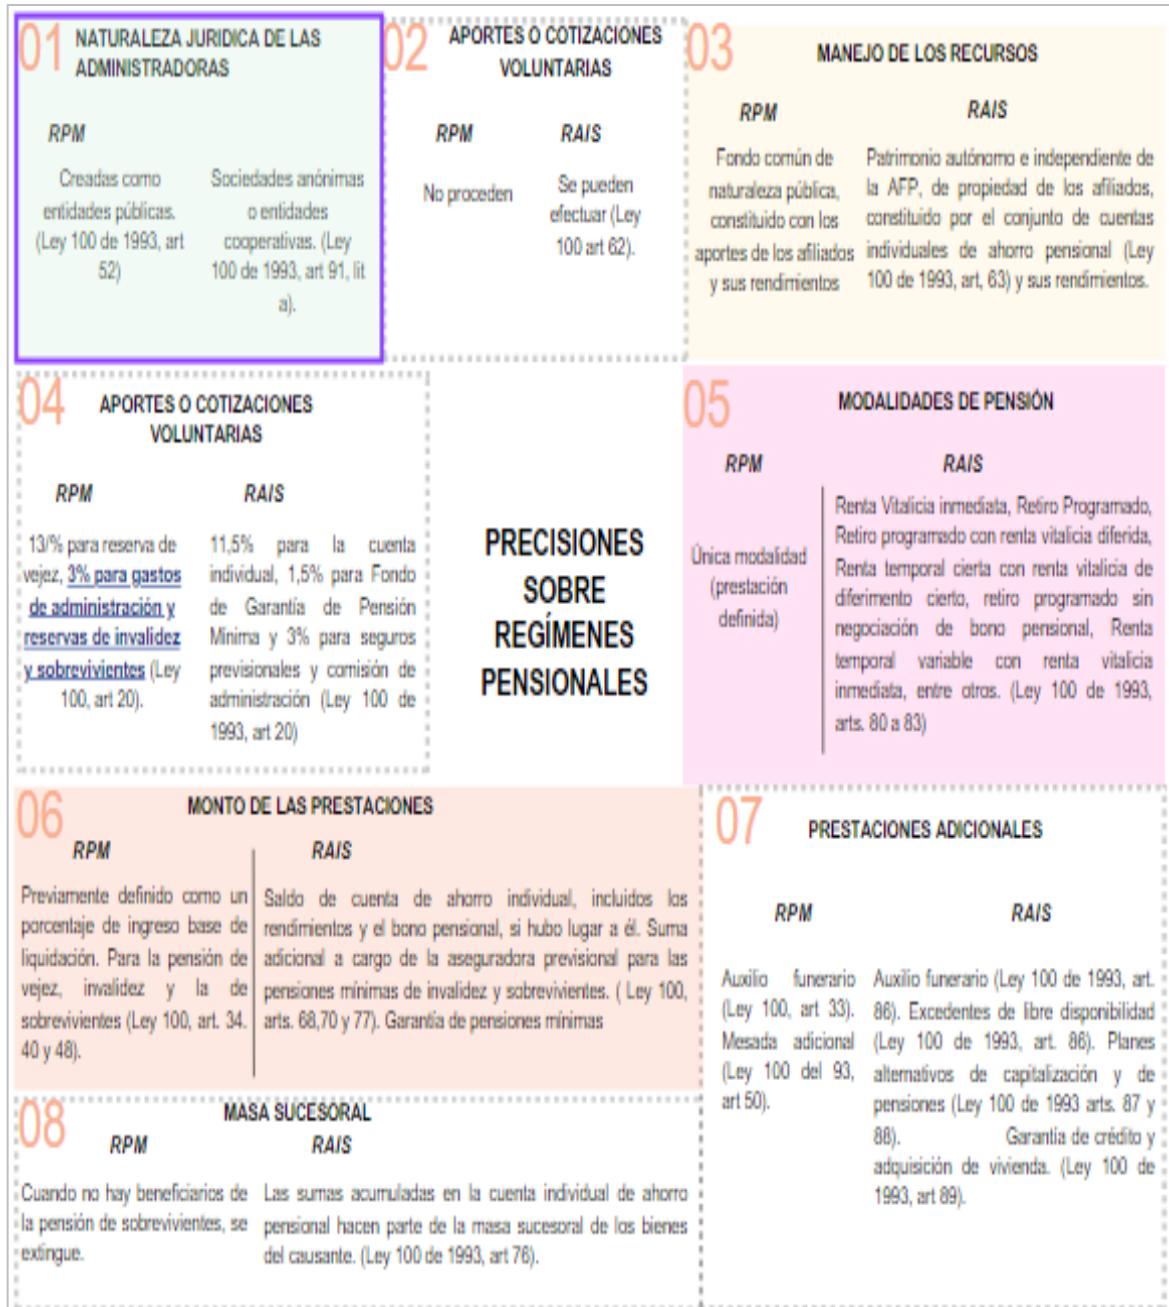 01
NATURALEZA JURIDICA DE LAS
ADMINISTRADORAS
RPM
Creadas como
entidades públicas.
(Ley 100 de 1993, art
52)
Sociedades anónimas
o entidades
cooperativas. (Ley
100 de 1993, art 91, lit
a).
02
APORTES O COTIZACIONES
VOLUNTARIAS
RPM
No proceden
RAIS
Se pueden
efectuar (Ley
100 art 62).
03
MANEJO DE LOS RECURSOS
RPM
Fondo común de
naturaleza pública,
constituido con los
aportes de los afiliados
y sus rendimientos
RAIS
Patrimonio autónomo e independiente de
la AFP, de propiedad de los afiliados,
constituido por el conjunto de cuentas
individuales de ahorro pensional (Ley
100 de 1993, art, 63) y sus rendimientos.
04
APORTES O COTIZACIONES
VOLUNTARIAS
RPM
13/% para reserva de
vejez, 3% para gastos
de administración y
reservas de invalidez
y sobrevivientes (Ley
100, art 20).
RAIS
11,5% para la cuenta
individual, 1,5% para Fondo
de Garantía de Pensión
Mínima y 3% para seguros
previsionales y comisión de
administración (Ley 100 de
1993, art 20)
PRECISIONES
SOBRE
REGÍMENES
PENSIONALES
05
MODALIDADES DE PENSIÓN
RPM
Única modalidad
(prestación
definida)
RAIS
Renta Vitalicia inmediata, Retiro Programado,
Retiro programado con renta vitalicia diferida,
Renta temporal cierta con renta vitalicia de
diferimento cierto, retiro programado sin
negociación de bono pensional, Renta
temporal variable con renta vitalicia
inmediata, entre otros. (Ley 100 de 1993,
arts. 80 a 83)
06
MONTO DE LAS PRESTACIONES
RPM
Previamente definido como un
porcentaje de ingreso base de
liquidación. Para la pensión de
vejez, invalidez y la de
sobrevivientes (Ley 100, art. 34.
40 y 48).
RAIS
Saldo de cuenta de ahorro individual, incluidos los
rendimientos y el bono pensional, si hubo lugar a él. Suma
adicional a cargo de la aseguradora previsional para las
pensiones mínimas de invalidez y sobrevivientes. ( Ley 100,
arts. 68,70 y 77). Garantía de pensiones mínimas
07
PRESTACIONES ADICIONALES
RPM
Auxilio funerario
(Ley 100, art 33).
Mesada adicional
(Ley 100 del 93,
art 50).
RAIS
Auxilio funerario (Ley 100 de 1993, art.
86). Excedentes de libre disponibilidad
(Ley 100 de 1993, art. 86). Planes
alternativos de capitalización y de
pensiones (Ley 100 de 1993 arts. 87 y
88). Garantía de crédito y
adquisición de vivienda. (Ley 100 de
1993, art 89).
08
MASA SUCESORAL
RPM
Cuando no hay beneficiarios de
la pensión de sobrevivientes, se
extingue.
RAIS
Las sumas acumuladas en la cuenta individual de ahorro
pensional hacen parte de la masa sucesoral de los bienes
del causante. (Ley 100 de 1993, art 76).